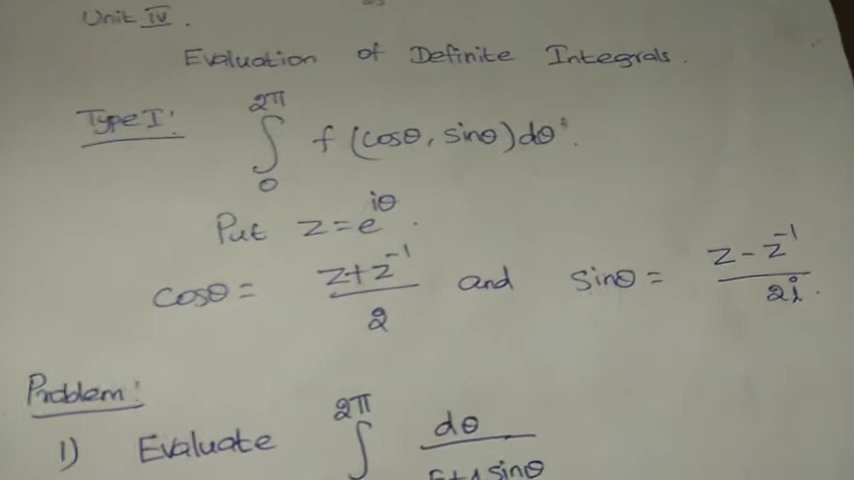 Unit IV.
Evaluation of Definite Integrals.
Type I: ∫₀^{2π} f(cosθ, sinθ)dθ.
Put z = e^{iθ}.
cosθ = (z+z⁻¹)/2 and sinθ = (z-z⁻¹)/2i.
Problem:
1) Evaluate ∫^{2π} dθ/ sinθ